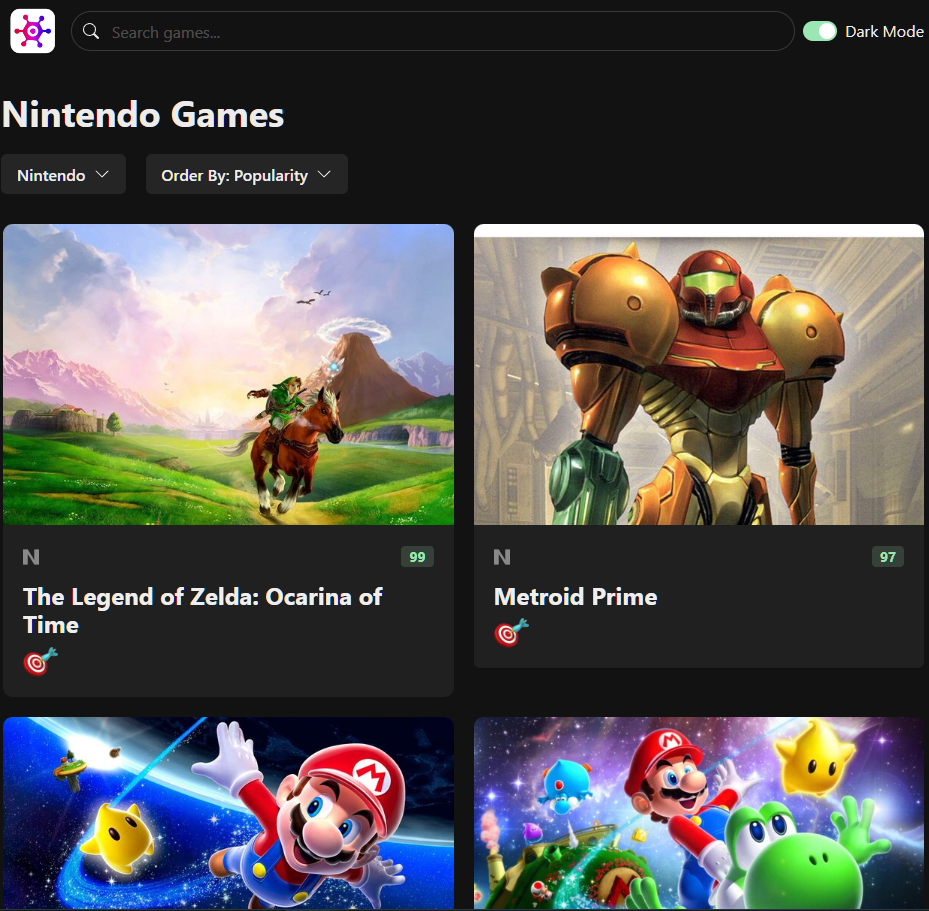 Search games...
Dark Mode
Nintendo Games
Nintendo
Order By: Popularity
N
99
The Legend of Zelda: Ocarina of
Time
N
97
Metroid Prime
M
M
M